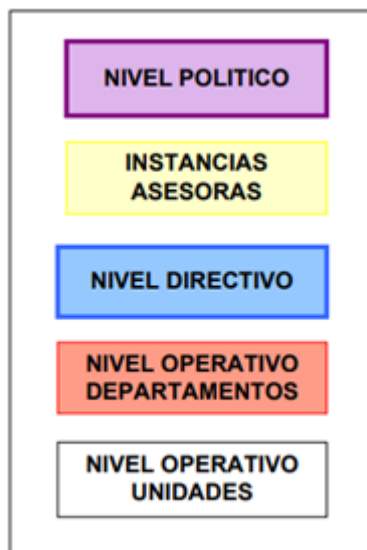 NIVEL POLITICO
INSTANCIAS
ASESORAS
NIVEL DIRECTIVO
NIVEL OPERATIVO
DEPARTAMENTOS
NIVEL OPERATIVO
UNIDADES